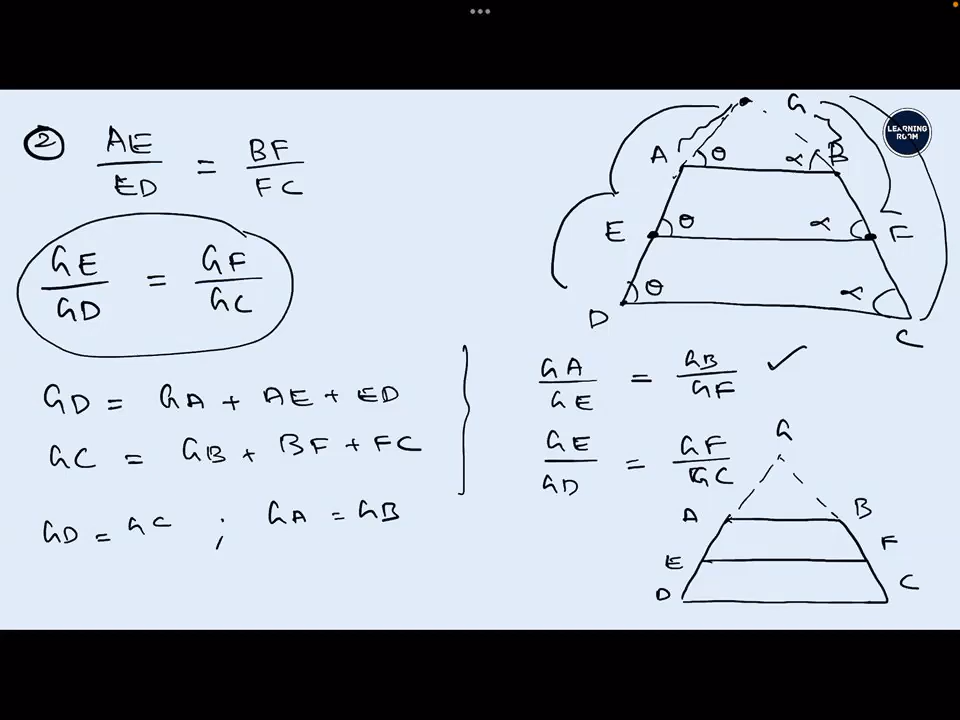 ② AE/ED = BF/FC
GE/GD = GF/GC
GD = GA + AE + ED
GC = GB + BF + FC
GD = GC ; GA = GB
G
LEARNING ROOM
A θ α B
E θ α F
D θ α C
GA/GE = GB/GF ✓
GE/GD = GF/GC
G
A B
E F
D C